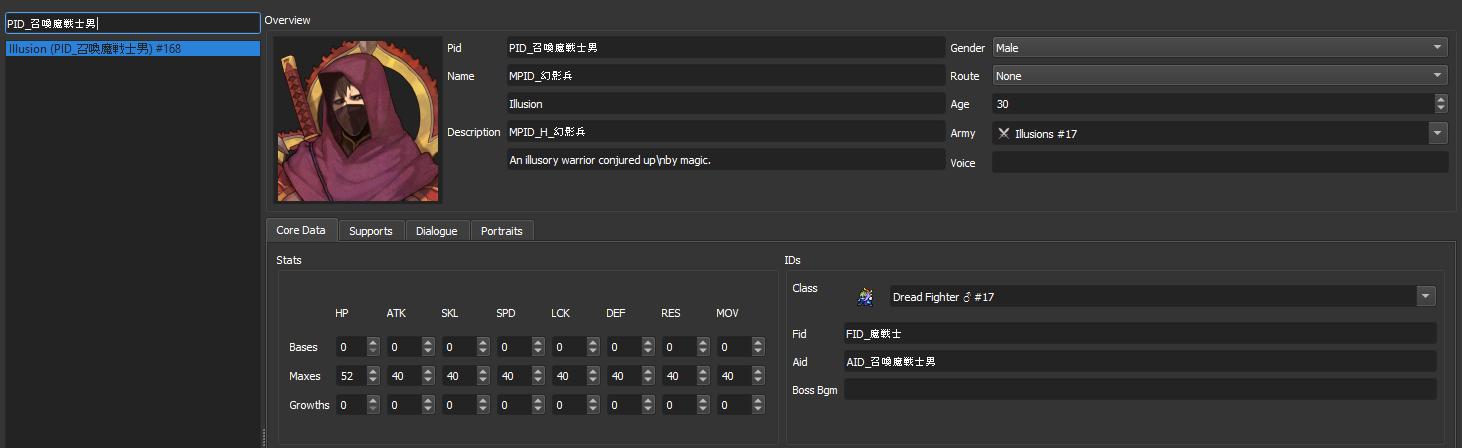 PID_召喚魔戦士男
Illusion (PID_召喚魔戦士男) #168
Overview
Pid PID_召喚魔戦士男
Name MPID_幻影兵
Illusion
Description MPID_H_幻影兵
An illusory warrior conjured up\nby magic.
Gender Male
Route None
Age 30
Army Illusions #17
Voice
Core Data Supports Dialogue Portraits
Stats
HP ATK SKL SPD LCK DEF RES MOV
Bases 0 0 0 0 0 0 0 0
Maxes 52 40 40 40 40 40 40 40
Growths 0 0 0 0 0 0 0 0
IDs
Class Dread Fighter ♂ #17
Fid FID_魔戦士
Aid AID_召喚魔戦士男
Boss Bgm